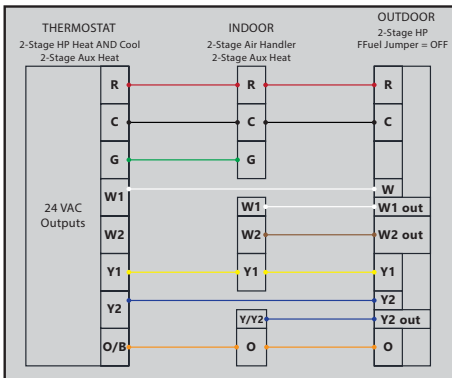 THERMOSTAT
2-Stage HP Heat AND Cool
2-Stage Aux Heat
INDOOR
2-Stage Air Handler
2-Stage Aux Heat
OUTDOOR
2-Stage HP
FFuel Jumper = OFF
R R R
C C C
G G
24 VAC
Outputs
W1 W
W1 W1 out
W2 W2 W2 out
Y1 Y1 Y1
Y2 Y2
Y/Y2 Y2 out
O/B O O